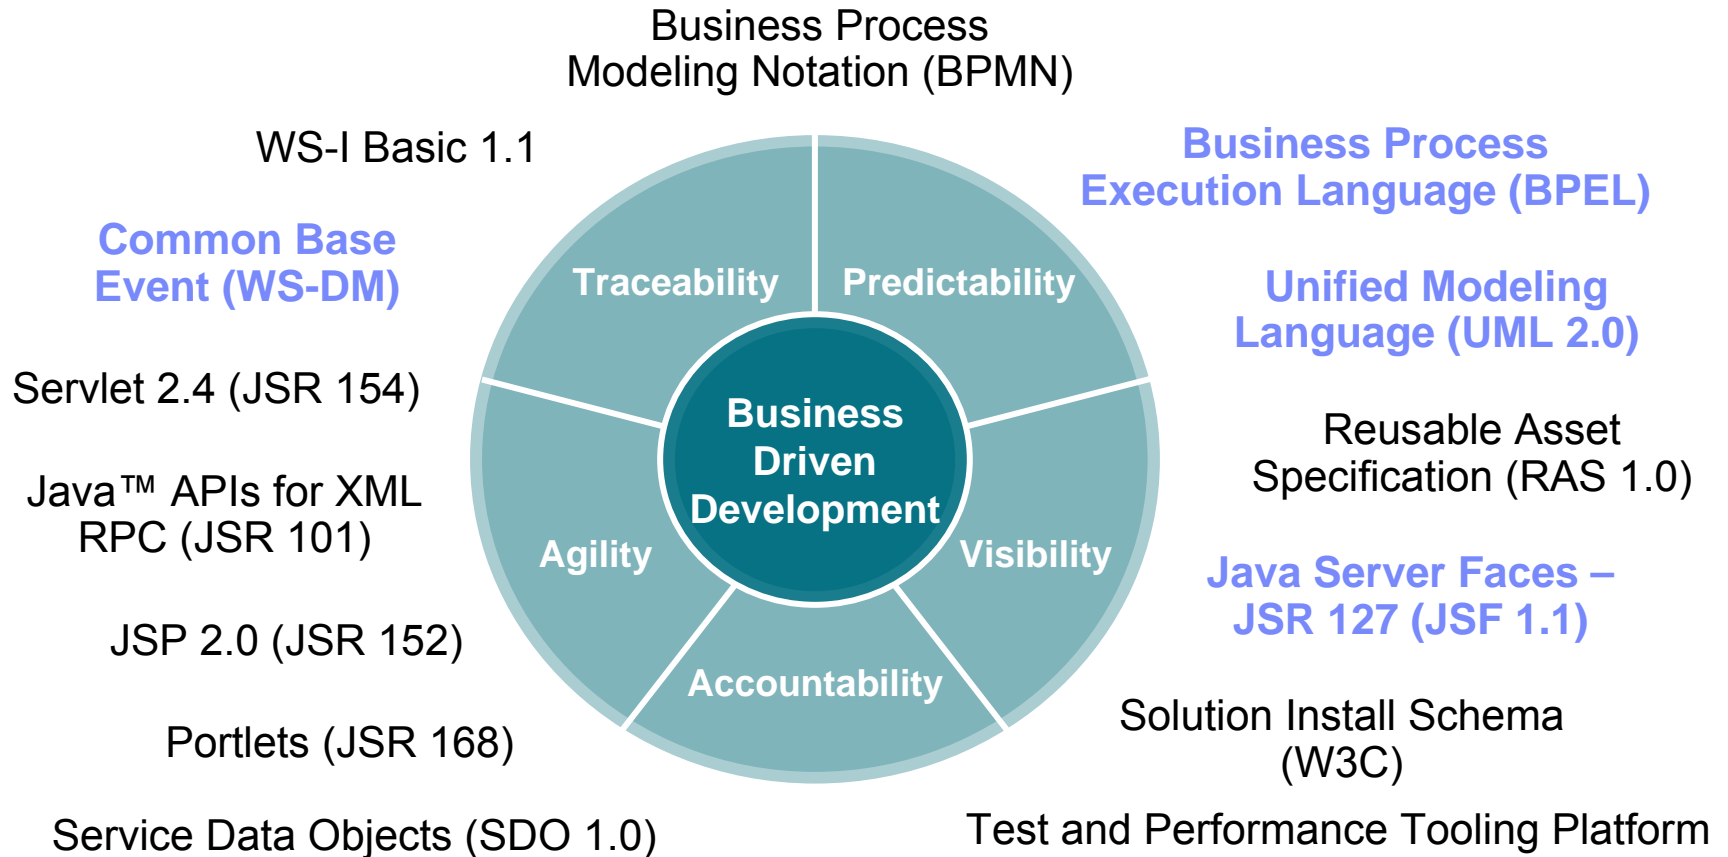 Business Process
Modeling Notation (BPMN)
WS-I Basic 1.1
Business Process
Execution Language (BPEL)
Common Base
Event (WS-DM)
Traceability
Predictability
Unified Modeling
Language (UML 2.0)
Servlet 2.4 (JSR 154)
Business
Driven
Development
Reusable Asset
Specification (RAS 1.0)
Java™ APIs for XML
RPC (JSR 101)
Agility
Visibility
Java Server Faces –
JSR 127 (JSF 1.1)
JSP 2.0 (JSR 152)
Accountability
Portlets (JSR 168)
Solution Install Schema
(W3C)
Service Data Objects (SDO 1.0)
Test and Performance Tooling Platform